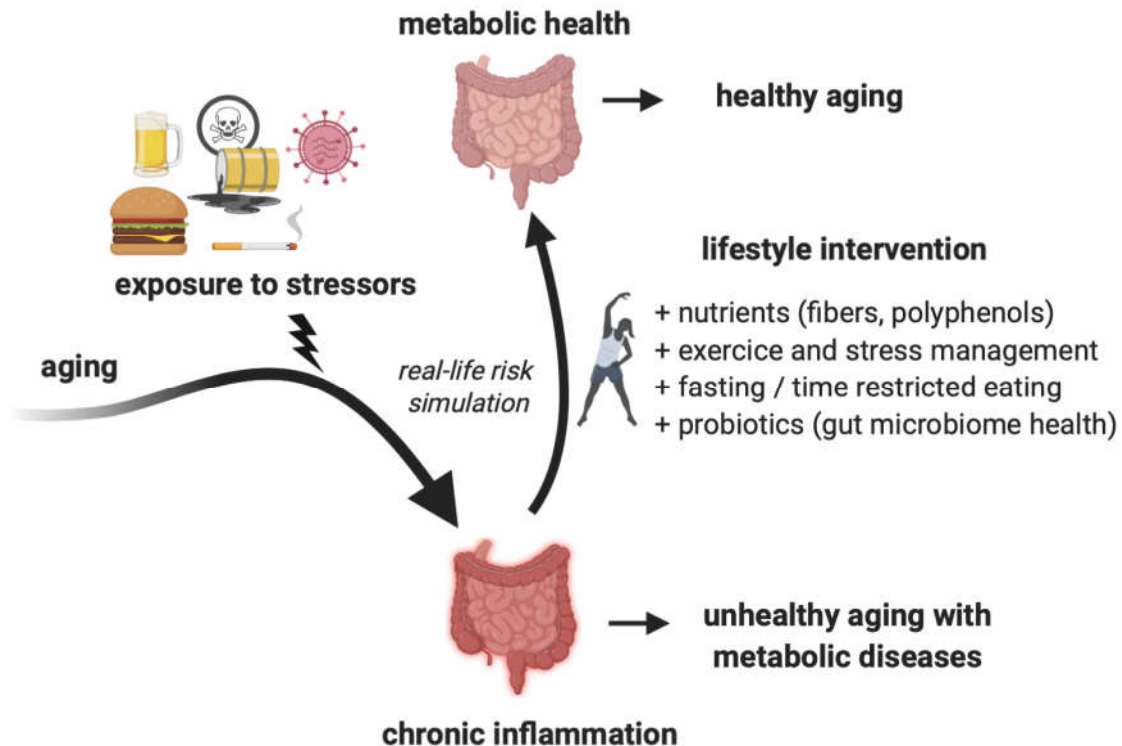 metabolic health
healthy aging
exposure to stressors
lifestyle intervention
+ nutrients (fibers, polyphenols)
+ exercice and stress management
+ fasting / time restricted eating
+ probiotics (gut microbiome health)
aging
real-life risk
simulation
unhealthy aging with
metabolic diseases
chronic inflammation